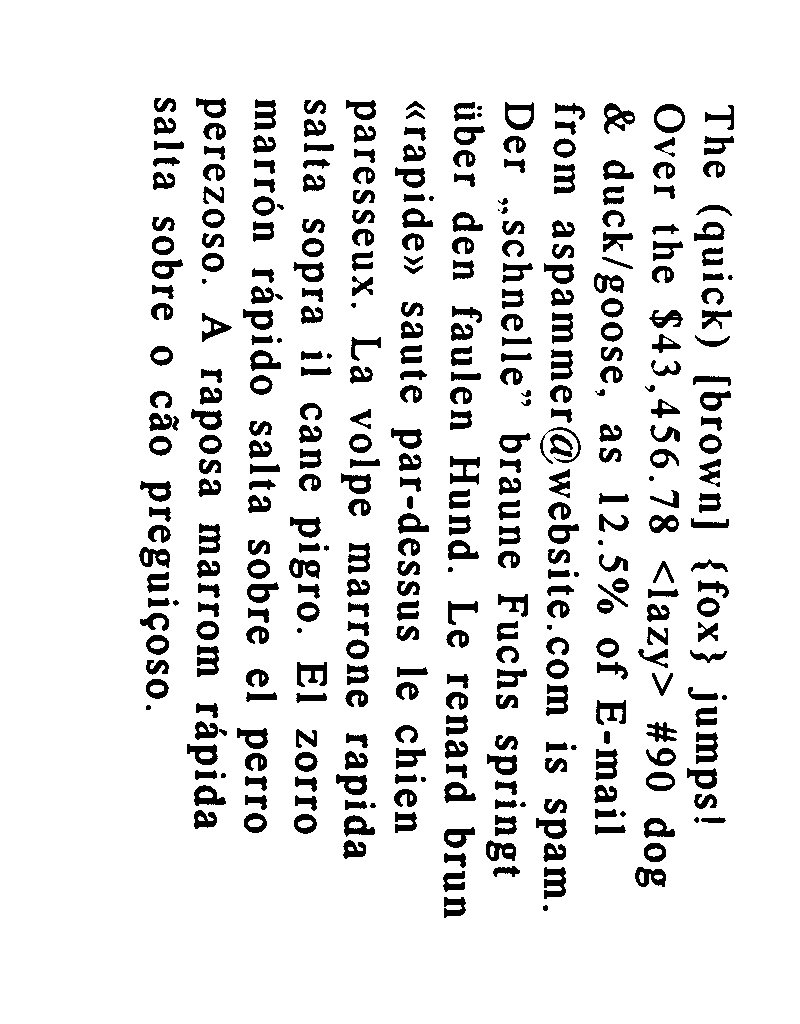 The (quick) [brown] {fox} jumps!
Over the $43,456.78 <lazy> #90 dog
& duck/goose, as 12.5% of E-mail
from aspammer@website.com is spam.
Der „schnelle” braune Fuchs springt
über den faulen Hund. Le renard brun
«rapide» saute par-dessus le chien
paresseux. La volpe marrone rapida
salta sopra il cane pigro. El zorro
marrón rápido salta sobre el perro
perezoso. A raposa marrom rápida
salta sobre o cão preguiçoso.